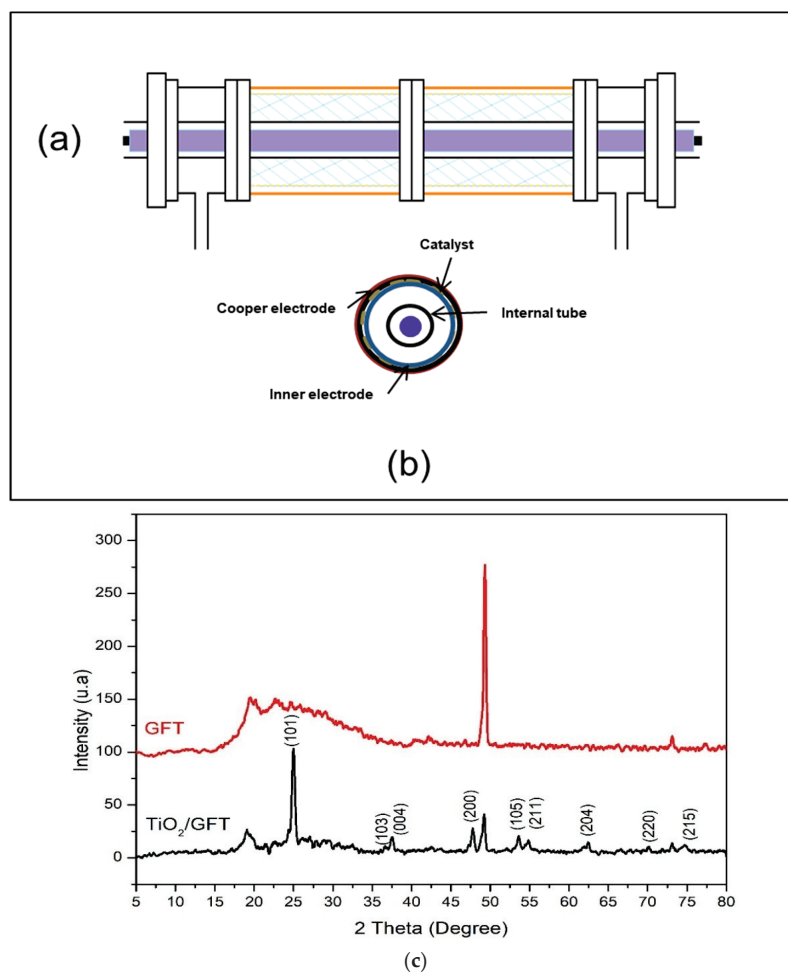 (a)
Catalyst
Cooper electrode
Internal tube
Inner electrode
(b)
300
250
200
150
100
50
0
Intensity (u.a)
GFT
TiO₂/GFT
(101)
(103)
(004)
(200)
(105)
(211)
(204)
(220)
(215)
5 10 15 20 25 30 35 40 45 50 55 60 65 70 75 80
2 Theta (Degree)
(c)